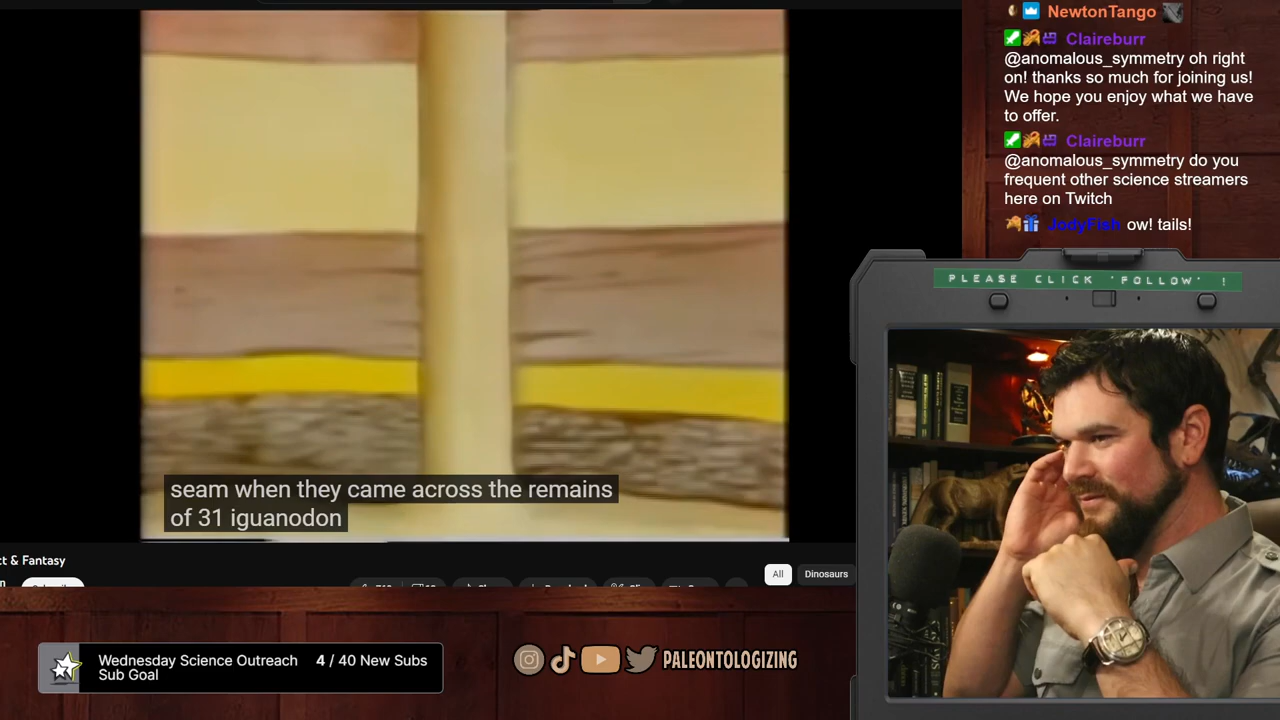 NewtonTango
Claireburr
@anomalous_symmetry oh right
on! thanks so much for joining us!
We hope you enjoy what we have
to offer.
Claireburr
@anomalous_symmetry do you
frequent other science streamers
here on Twitch
JodyFish ow! tails!
PLEASE CLICK 'FOLLOW' !
seam when they came across the remains
of 31 iguanodon
t & Fantasy
All Dinosaurs
Wednesday Science Outreach 4 / 40 New Subs
Sub Goal
PALEONTOLOGIZING